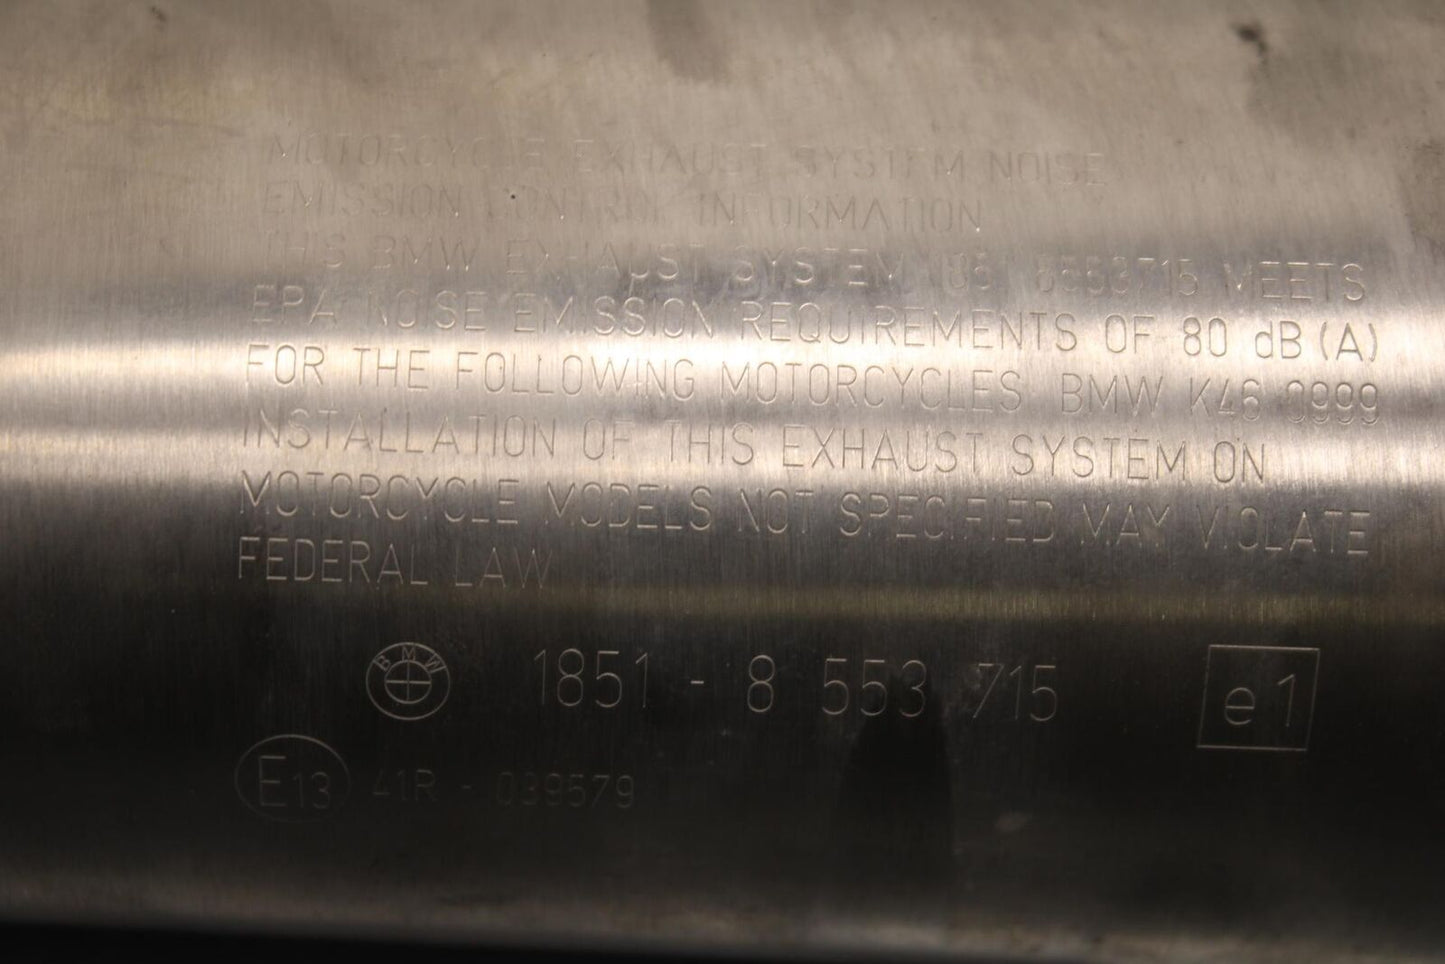 MOTORCYCLE EXHAUST SYSTEM NOISE
EMISSION CONTROL INFORMATION
THIS BMW EXHAUST SYSTEM 1851 8553715 MEETS
EPA NOISE EMISSION REQUIREMENTS OF 80 dB (A)
FOR THE FOLLOWING MOTORCYCLES BMW K46 0999
INSTALLATION OF THIS EXHAUST SYSTEM ON
MOTORCYCLE MODELS NOT SPECIFIED MAY VIOLATE
FEDERAL LAW
BMW 1851 - 8 553 715 e1
E13 41R - 039579